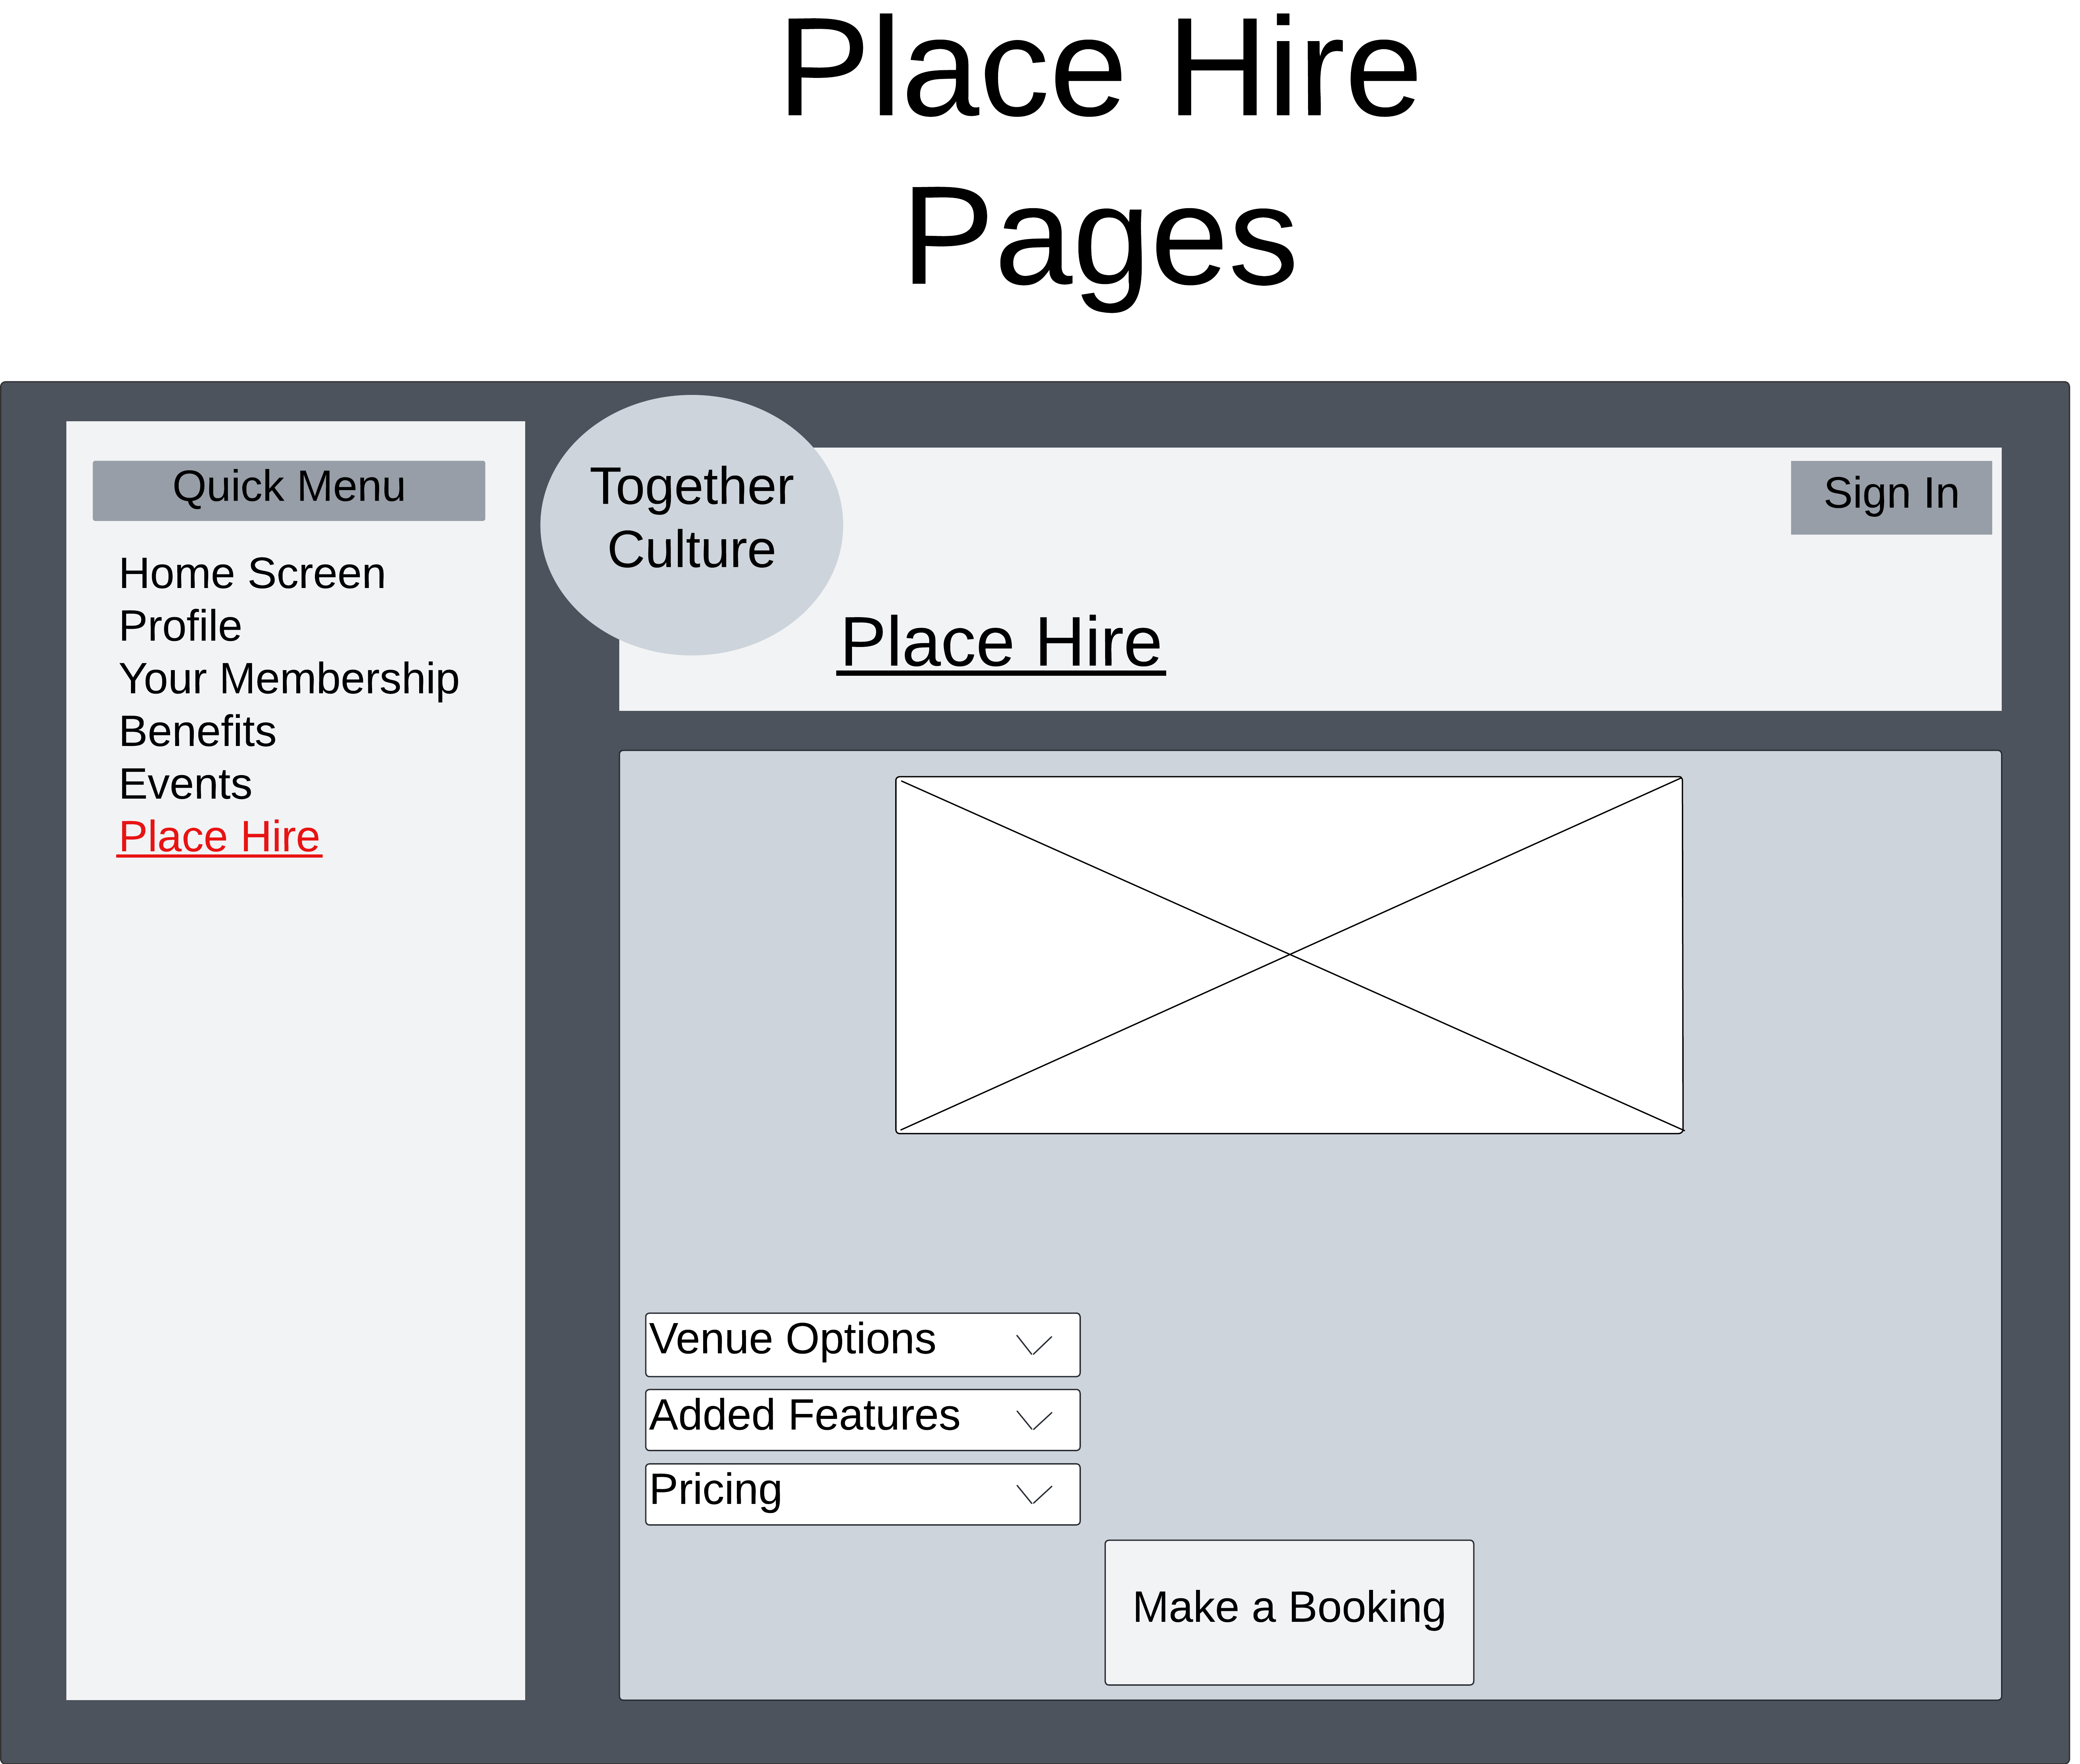 Place Hire
Pages
Quick Menu
Home Screen
Profile
Your Membership
Benefits
Events
Place Hire
Together
Culture
Sign In
Place Hire
Venue Options
Added Features
Pricing
Make a Booking